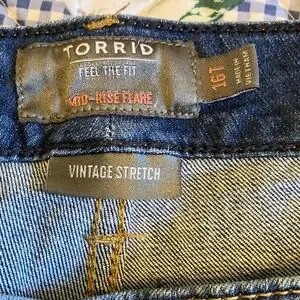 TORRID
FEEL THE FIT
MID-RISE FLARE
16T
MADE IN
VIETNAM
VINTAGE STRETCH